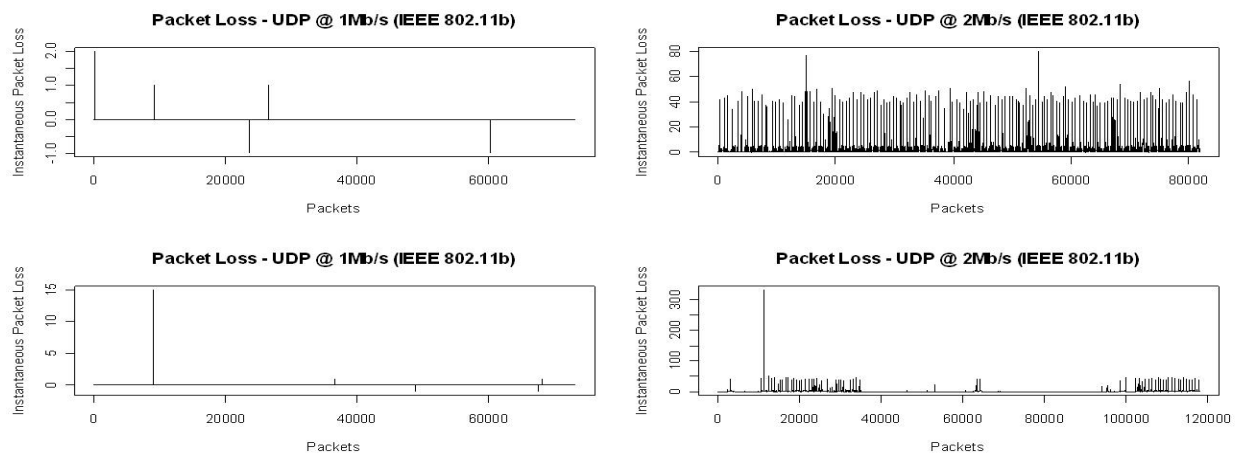 Packet Loss - UDP @ 1Mb/s (IEEE 802.11b)
Instantaneous Packet Loss
2.0
1.0
0.0
-1.0
0 20000 40000 60000
Packets
Packet Loss - UDP @ 2Mb/s (IEEE 802.11b)
Instantaneous Packet Loss
80
60
40
20
0
0 20000 40000 60000 80000
Packets
Packet Loss - UDP @ 1Mb/s (IEEE 802.11b)
Instantaneous Packet Loss
15
10
5
0
0 20000 40000 60000
Packets
Packet Loss - UDP @ 2Mb/s (IEEE 802.11b)
Instantaneous Packet Loss
300
200
100
0
0 20000 40000 60000 80000 100000 120000
Packets